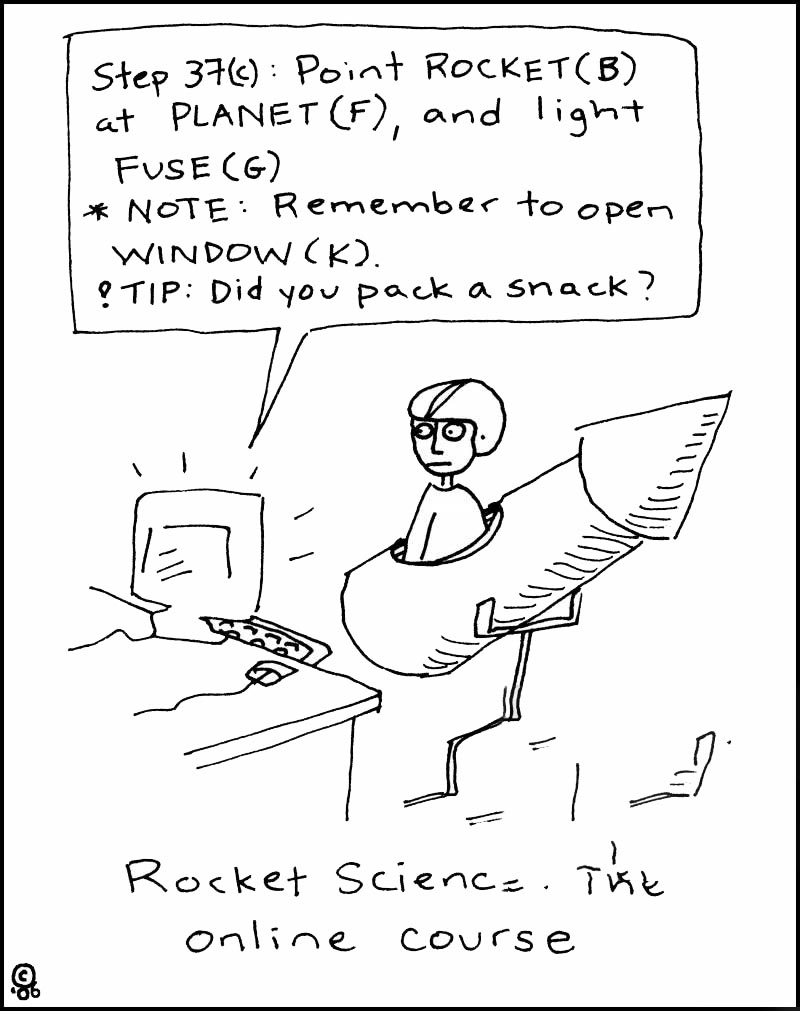 Step 37(c): Point ROCKET(B)
at PLANET(F), and light
FUSE(G)
* NOTE: Remember to open
WINDOW(K).
! TIP: Did you pack a snack?
Rocket Science. The
online course
©
'06